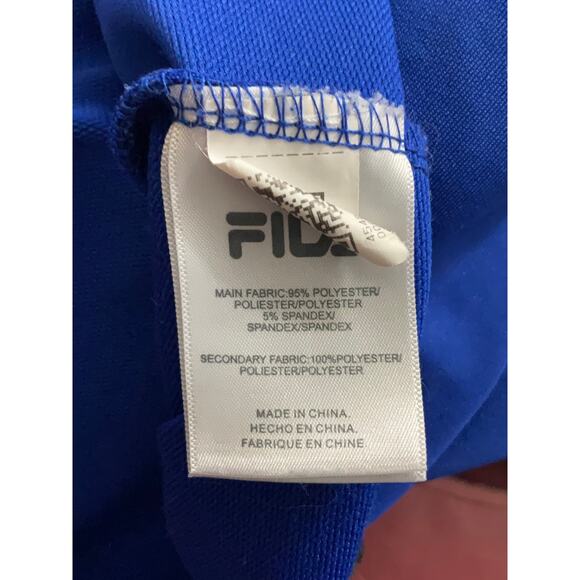 FILA
MAIN FABRIC:95% POLYESTER/
POLIESTER/POLYESTER
5% SPANDEX/
SPANDEX/SPANDEX
SECONDARY FABRIC:100%POLYESTER/
POLIESTER/POLYESTER
MADE IN CHINA.
HECHO EN CHINA.
FABRIQUE EN CHINE